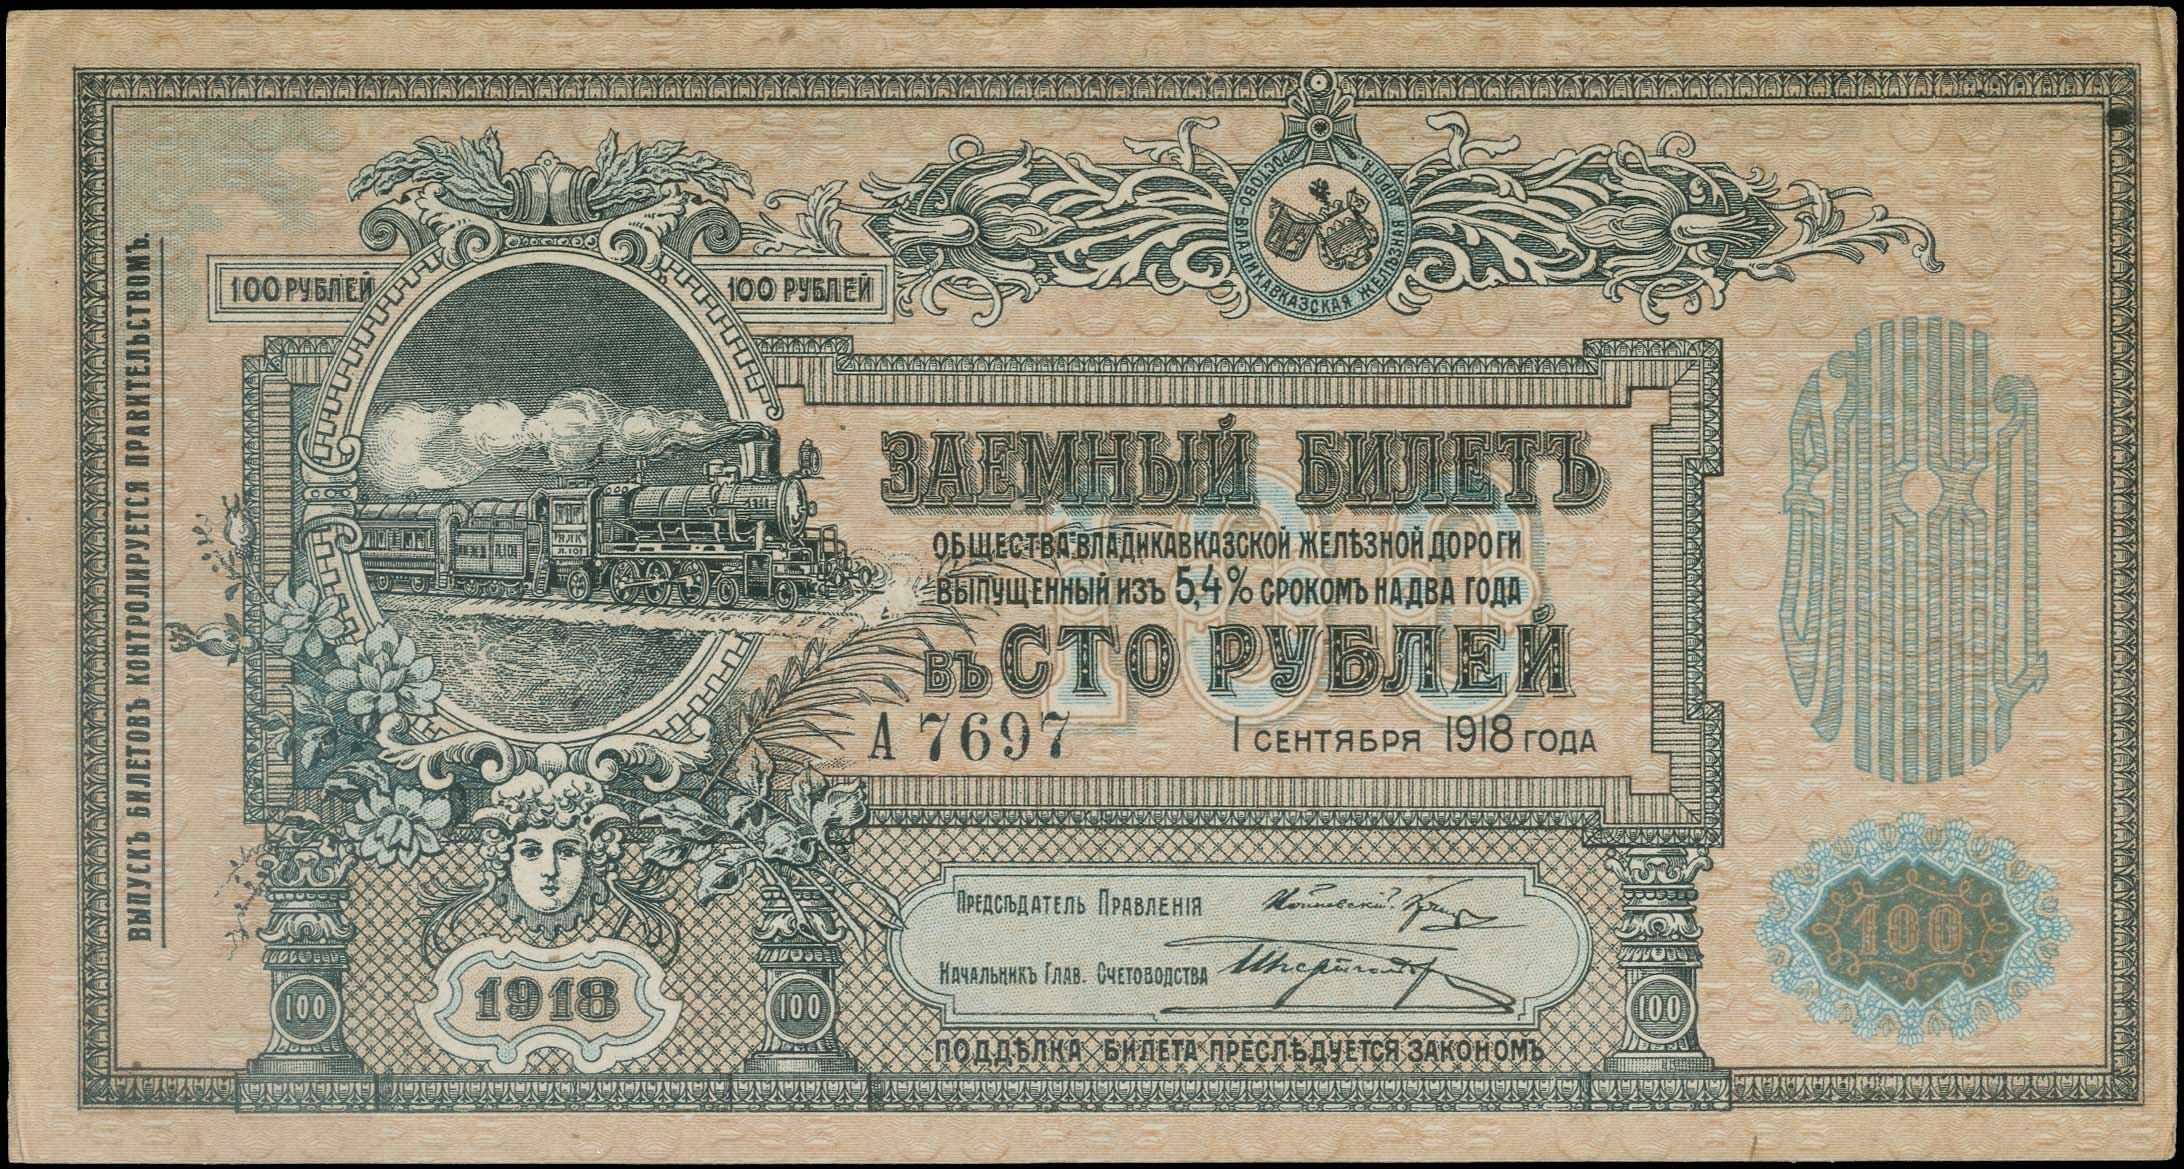 РОСТОВО-ВЛАДИКАВКАЗСКАЯ ЖЕЛѢЗНАЯ ДОРОГА.
ВЫПУСКЪ БИЛЕТОВЪ КОНТРОЛИРУЕТСЯ ПРАВИТЕЛЬСТВОМЪ.
100 РУБЛЕЙ
100 РУБЛЕЙ
ЗАЕМНЫЙ БИЛЕТЪ
ОБЩЕСТВА ВЛАДИКАВКАЗСКОЙ ЖЕЛѢЗНОЙ ДОРОГИ
ВЫПУЩЕННЫЙ ИЗЪ 5,4% СРОКОМЪ НА ДВА ГОДА
ВЪ СТО РУБЛЕЙ
100
А 7697
1 СЕНТЯБРЯ 1918 ГОДА
ПРЕДСѢДАТЕЛЬ ПРАВЛЕНІЯ
НАЧАЛЬНИКЪ ГЛАВ. СЧЕТОВОДСТВА
1918
100
100
100
100
ПОДДѢЛКА БИЛЕТА ПРЕСЛѢДУЕТСЯ ЗАКОНОМЪ